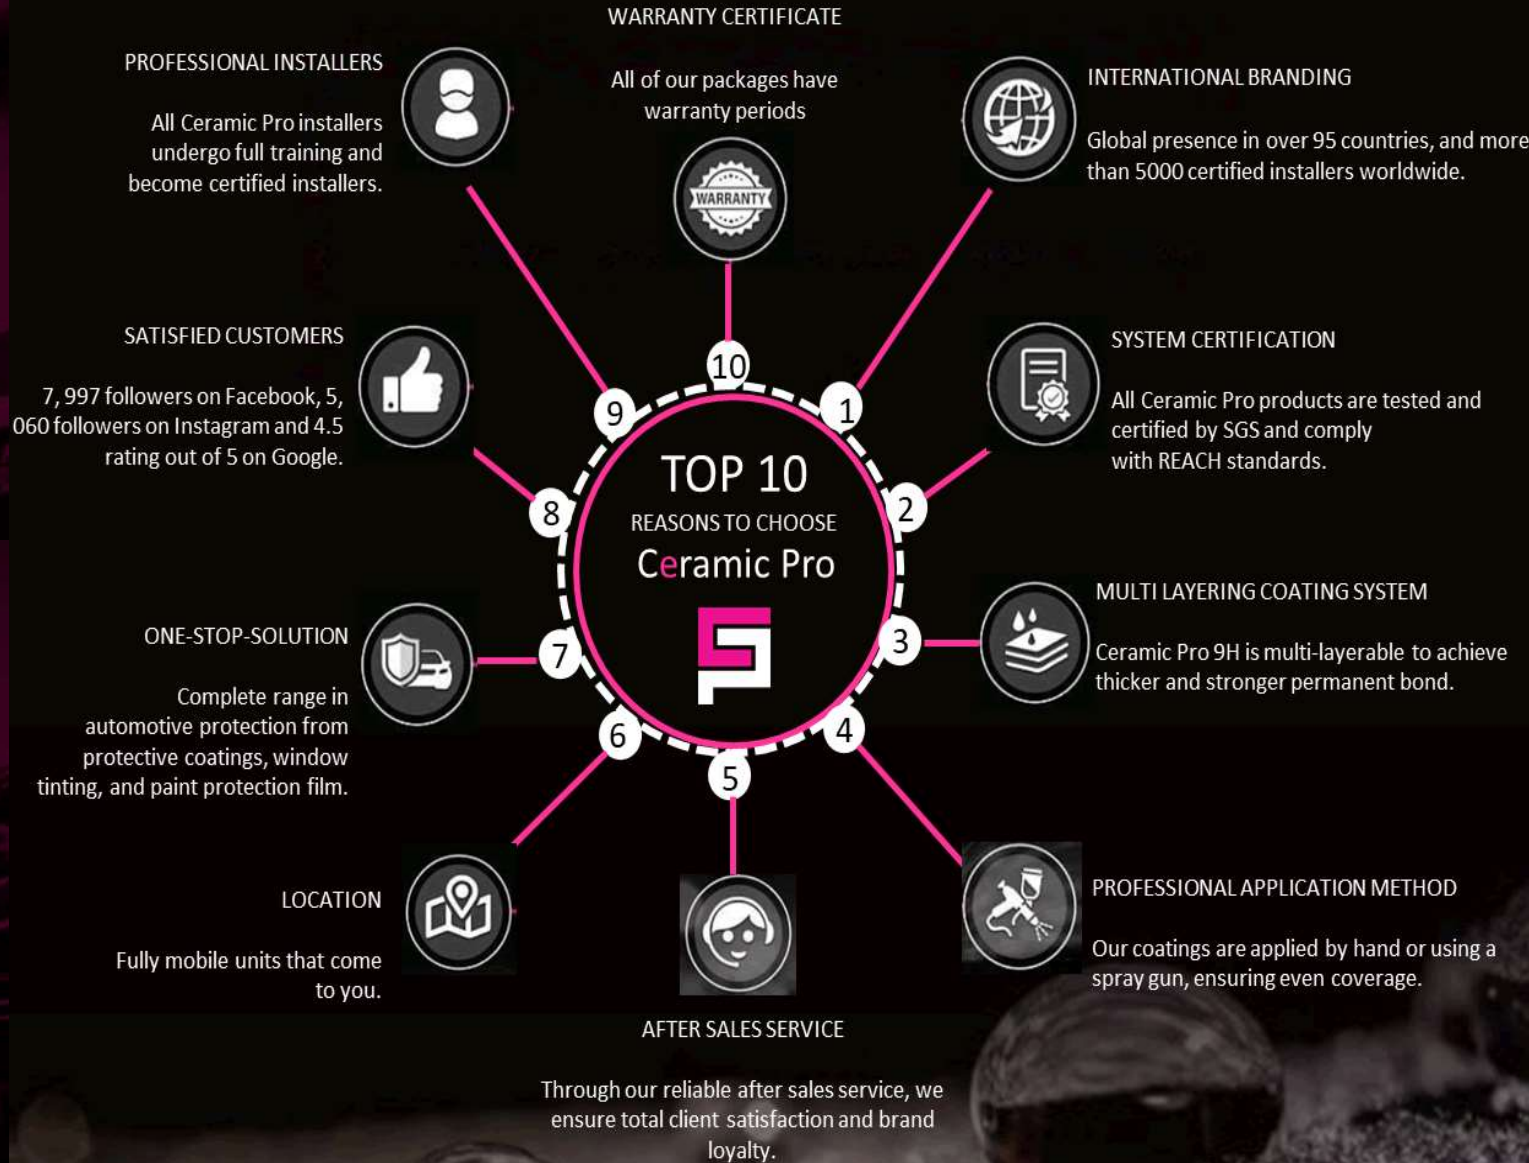 WARRANTY CERTIFICATE
All of our packages have
warranty periods
WARRANTY
10
INTERNATIONAL BRANDING
Global presence in over 95 countries, and more
than 5000 certified installers worldwide.
1
SYSTEM CERTIFICATION
All Ceramic Pro products are tested and
certified by SGS and comply
with REACH standards.
2
MULTI LAYERING COATING SYSTEM
Ceramic Pro 9H is multi-layerable to achieve
thicker and stronger permanent bond.
3
PROFESSIONAL APPLICATION METHOD
Our coatings are applied by hand or using a
spray gun, ensuring even coverage.
4
5
AFTER SALES SERVICE
Through our reliable after sales service, we
ensure total client satisfaction and brand
loyalty.
6
LOCATION
Fully mobile units that come
to you.
7
ONE-STOP-SOLUTION
Complete range in
automotive protection from
protective coatings, window
tinting, and paint protection film.
8
SATISFIED CUSTOMERS
7, 997 followers on Facebook, 5,
060 followers on Instagram and 4.5
rating out of 5 on Google.
9
PROFESSIONAL INSTALLERS
All Ceramic Pro installers
undergo full training and
become certified installers.
TOP 10
REASONS TO CHOOSE
Ceramic Pro